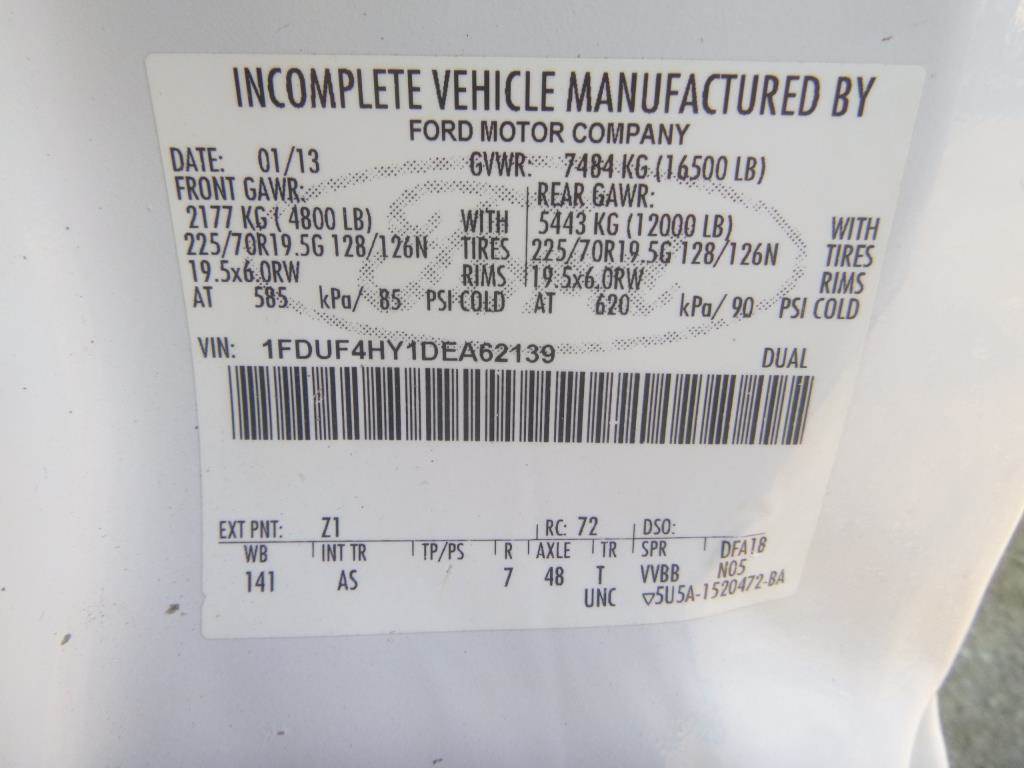 INCOMPLETE VEHICLE MANUFACTURED BY
FORD MOTOR COMPANY
DATE: 01/13 GVWR: 7484 KG (16500 LB)
FRONT GAWR: REAR GAWR:
2177 KG ( 4800 LB) WITH 5443 KG (12000 LB) WITH
225/70R19.5G 128/126N TIRES 225/70R19.5G 128/126N TIRES
19.5x6.0RW RIMS 19.5x6.0RW RIMS
AT 585 kPa/ 85 PSI COLD AT 620 kPa/ 90 PSI COLD
VIN: 1FDUF4HY1DEA62139 DUAL
EXT PNT: Z1 RC: 72 DSO:
WB INT TR TP/PS R AXLE TR SPR DFA18
141 AS 7 48 T VVBB N05
UNC ▽5U5A-1520472-BA